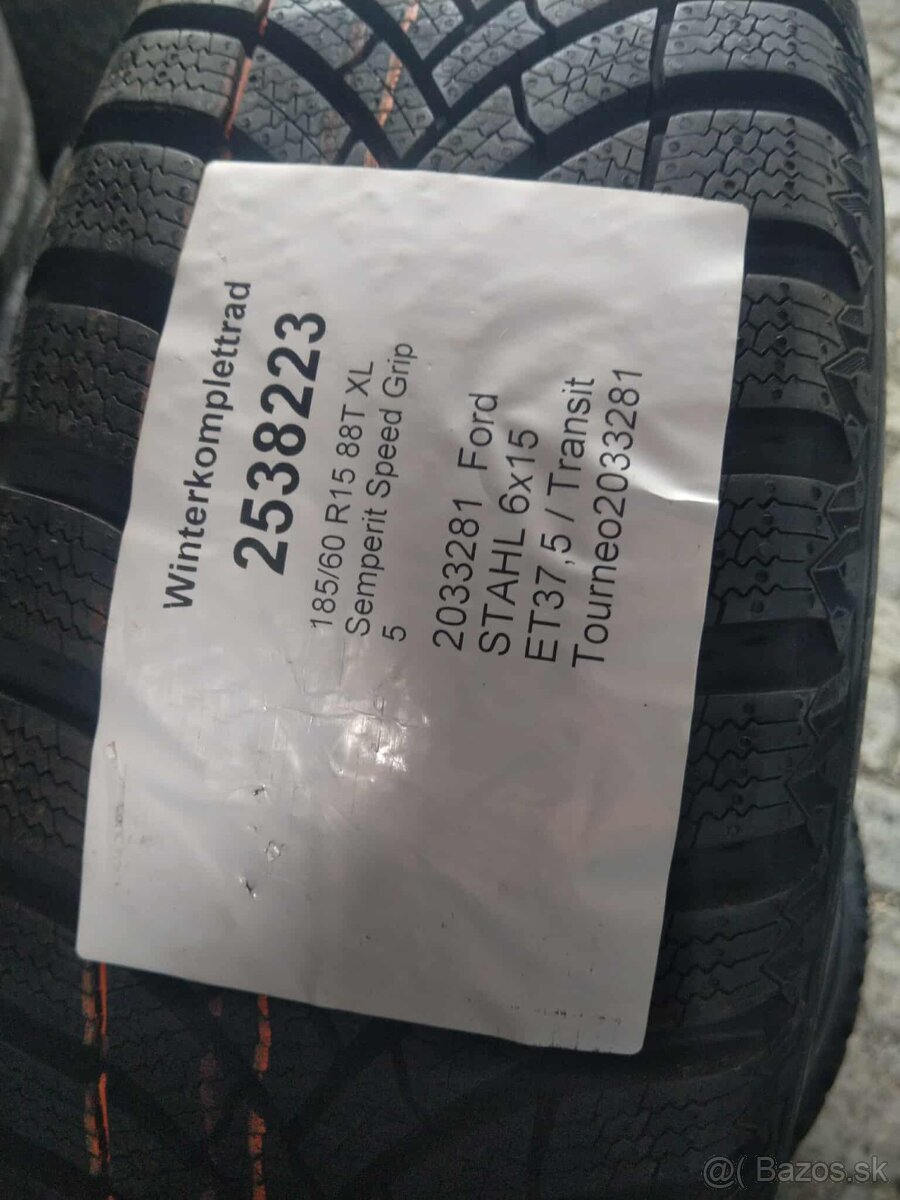 Winterkomplettrad
2538223
185/60 R15 88T XL
Semperit Speed Grip
5
2033281 Ford
STAHL 6x15
ET37,5 / Transit
Tourneo2033281
@( Bazos.sk